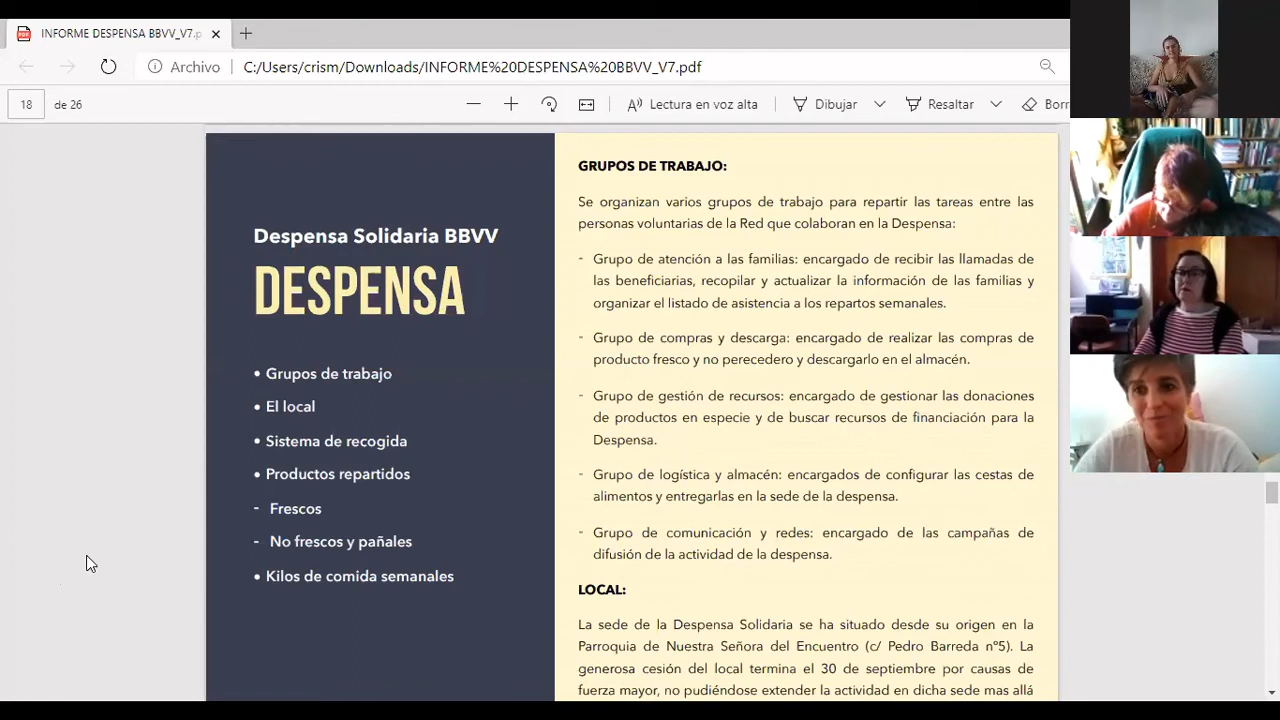 INFORME DESPENSA BBVV_V7.p
Archivo C:/Users/crism/Downloads/INFORME%20DESPENSA%20BBVV_V7.pdf
18 de 26 Lectura en voz alta Dibujar Resaltar Borr
Despensa Solidaria BBVV
DESPENSA
• Grupos de trabajo
• El local
• Sistema de recogida
• Productos repartidos
- Frescos
- No frescos y pañales
• Kilos de comida semanales
GRUPOS DE TRABAJO:
Se organizan varios grupos de trabajo para repartir las tareas entre las
personas voluntarias de la Red que colaboran en la Despensa:
- Grupo de atención a las familias: encargado de recibir las llamadas de
las beneficiarias, recopilar y actualizar la información de las familias y
organizar el listado de asistencia a los repartos semanales.
- Grupo de compras y descarga: encargado de realizar las compras de
producto fresco y no perecedero y descargarlo en el almacén.
- Grupo de gestión de recursos: encargado de gestionar las donaciones
de productos en especie y de buscar recursos de financiación para la
Despensa.
- Grupo de logística y almacén: encargados de configurar las cestas de
alimentos y entregarlas en la sede de la despensa.
- Grupo de comunicación y redes: encargado de las campañas de
difusión de la actividad de la despensa.
LOCAL:
La sede de la Despensa Solidaria se ha situado desde su origen en la
Parroquia de Nuestra Señora del Encuentro (c/ Pedro Barreda nº5). La
generosa cesión del local termina el 30 de septiembre por causas de
fuerza mayor, no pudiéndose extender la actividad en dicha sede mas allá